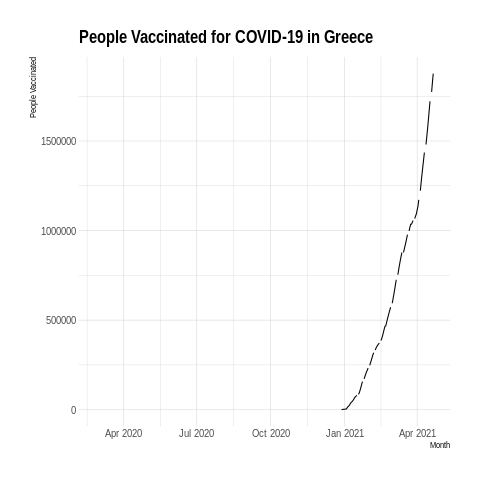 People Vaccinated for COVID-19 in Greece
People Vaccinated
1500000
1000000
500000
0
Apr 2020 Jul 2020 Oct 2020 Jan 2021 Apr 2021
Month